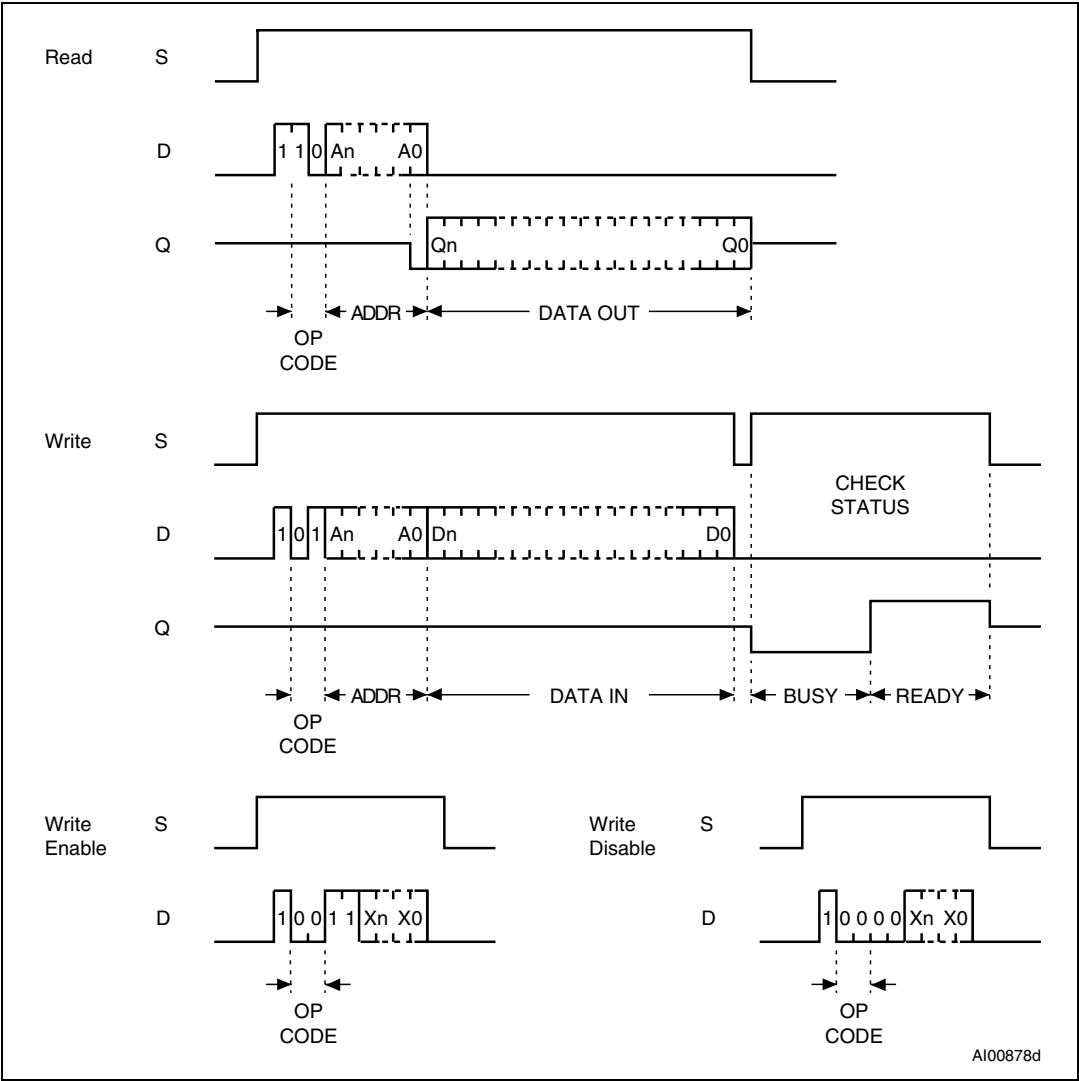 Read S
D 1 1 0 An A0
Q Qn Q0
ADDR DATA OUT
OP
CODE
Write S
CHECK
STATUS
D 1 0 1 An A0 Dn D0
Q
ADDR DATA IN BUSY READY
OP
CODE
Write S
Enable
D 1 0 0 1 1 Xn X0
OP
CODE
Write S
Disable
D 1 0 0 0 0 Xn X0
OP
CODE
AI00878d